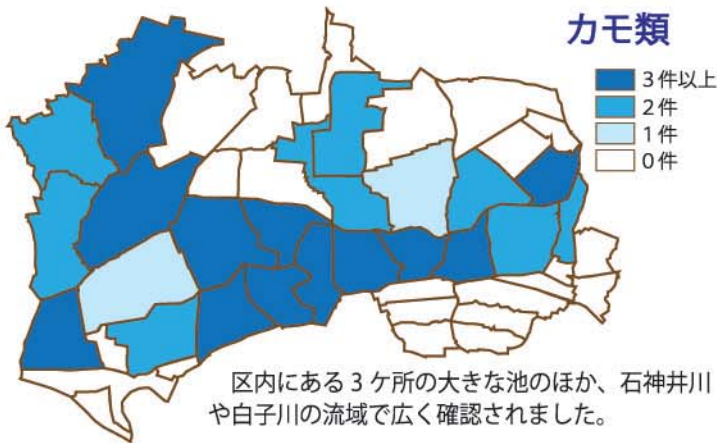 カモ類
3件以上
2件
1件
0件
区内にある3ケ所の大きな池のほか、石神井川
や白子川の流域で広く確認されました。